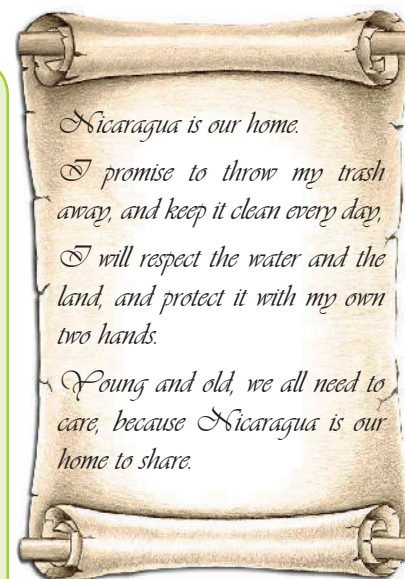 Nicaragua is our home.
I promise to throw my trash
away, and keep it clean every day,
I will respect the water and the
land, and protect it with my own
two hands.
Young and old, we all need to
care, because Nicaragua is our
home to share.